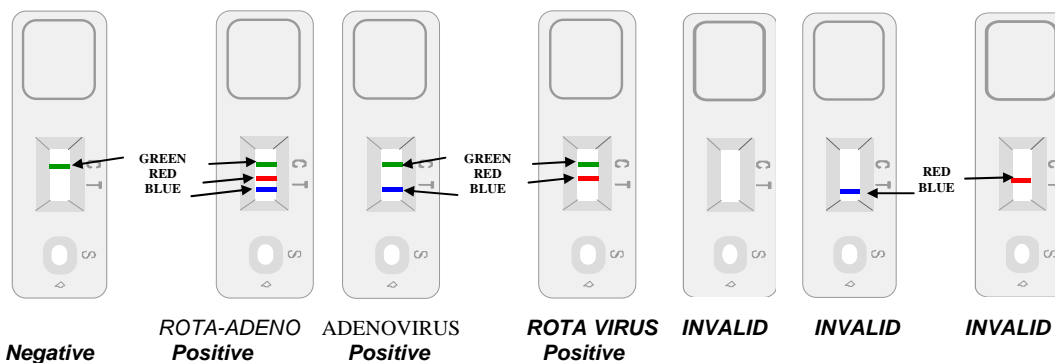 C T
S
C T
S
C T
S
C T
S
C T
S
C T
S
C T
S
GREEN
RED
BLUE
GREEN
RED
BLUE
RED
BLUE
Negative
ROTA-ADENO
Positive
ADENOVIRUS
Positive
ROTA VIRUS
Positive
INVALID
INVALID
INVALID